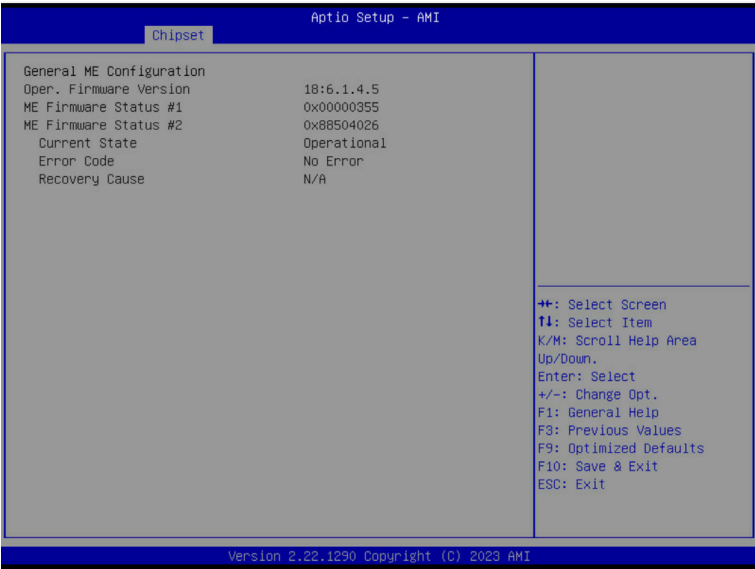 Aptio Setup – AMI
Chipset
General ME Configuration
Oper. Firmware Version 18:6.1.4.5
ME Firmware Status #1 0x00000355
ME Firmware Status #2 0x88504026
Current State Operational
Error Code No Error
Recovery Cause N/A
→←: Select Screen
↑↓: Select Item
K/M: Scroll Help Area
Up/Down.
Enter: Select
+/-: Change Opt.
F1: General Help
F3: Previous Values
F9: Optimized Defaults
F10: Save & Exit
ESC: Exit
Version 2.22.1290 Copyright (C) 2023 AMI